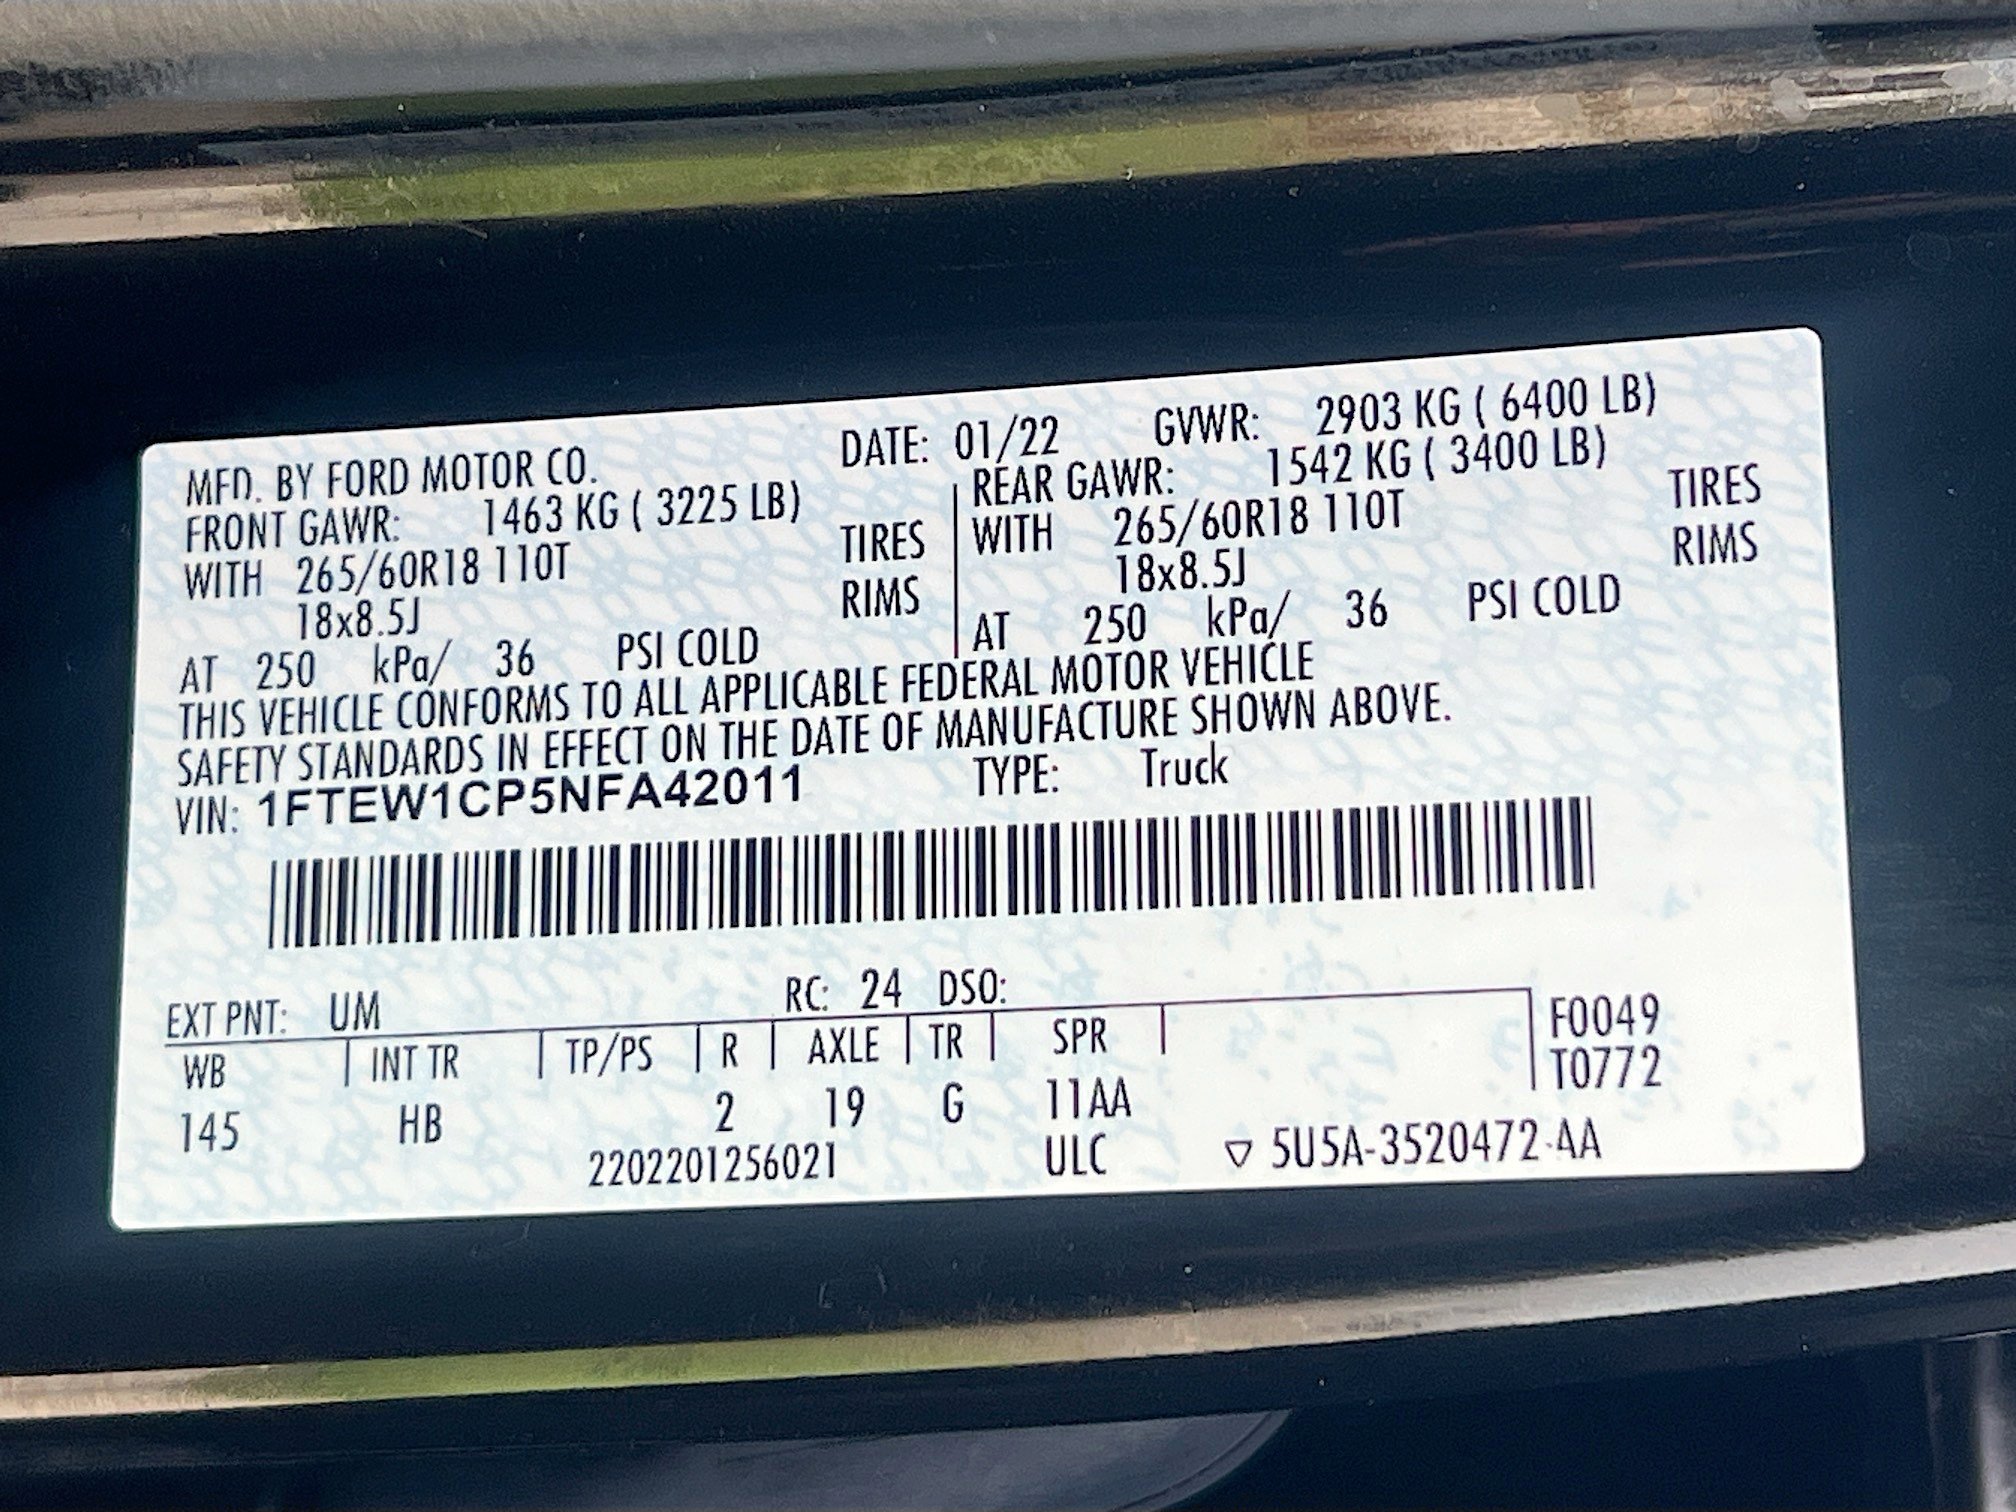 MFD. BY FORD MOTOR CO. DATE: 01/22 GVWR: 2903 KG ( 6400 LB)
FRONT GAWR: 1463 KG ( 3225 LB) REAR GAWR: 1542 KG ( 3400 LB)
WITH 265/60R18 110T TIRES WITH 265/60R18 110T TIRES
18x8.5J RIMS 18x8.5J RIMS
AT 250 kPa/ 36 PSI COLD AT 250 kPa/ 36 PSI COLD
THIS VEHICLE CONFORMS TO ALL APPLICABLE FEDERAL MOTOR VEHICLE
SAFETY STANDARDS IN EFFECT ON THE DATE OF MANUFACTURE SHOWN ABOVE.
VIN: 1FTEW1CP5NFA42011 TYPE: Truck
EXT PNT: UM RC: 24 DSO:
WB INT TR TP/PS R AXLE TR SPR F0049
T0772
145 HB 2 19 G 11AA
2202201256021 ULC ▽ 5U5A-3520472-AA